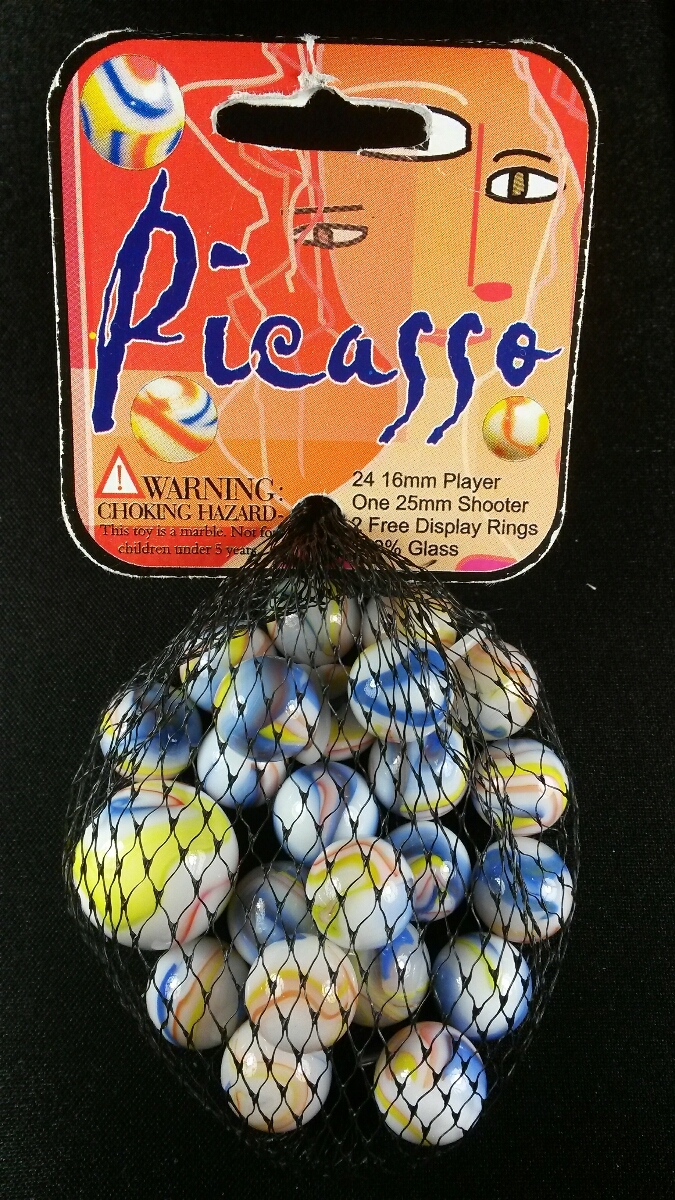 Picasso
WARNING:
CHOKING HAZARD-
This toy is a marble. Not for
children under 5 years.
24 16mm Player
One 25mm Shooter
2 Free Display Rings
% Glass